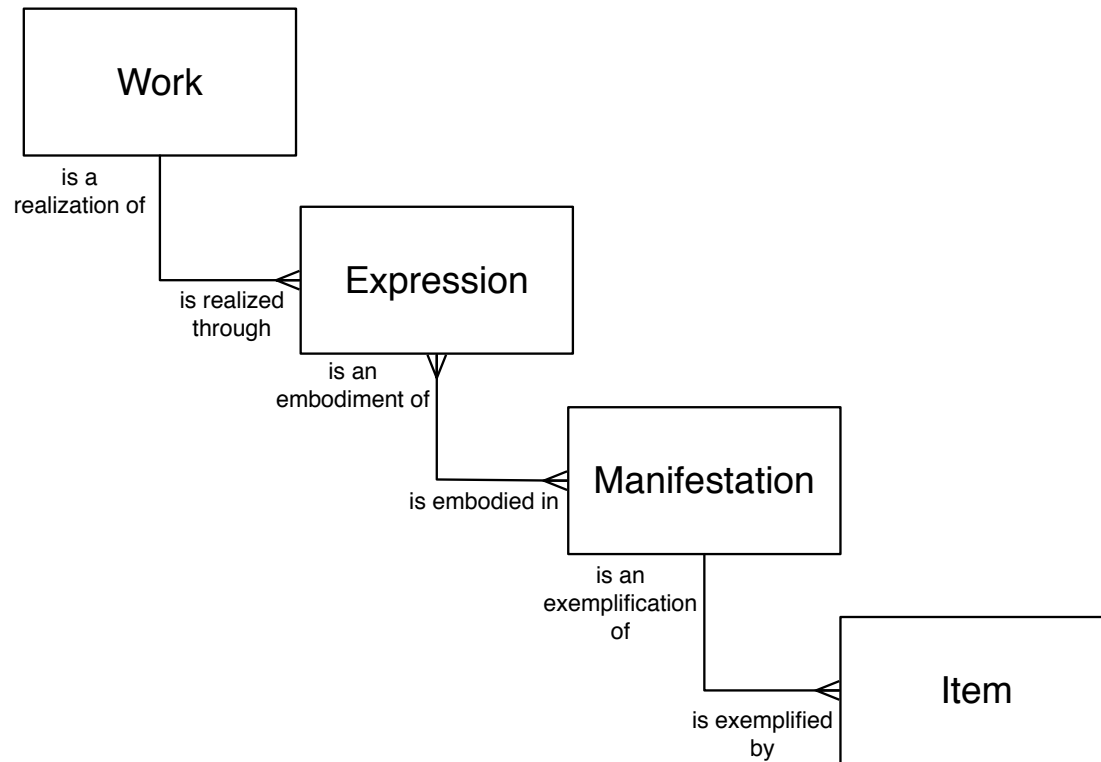 Work
is a
realization of
Expression
is realized
through
is an
embodiment of
Manifestation
is embodied in
is an
exemplification
of
Item
is exemplified
by